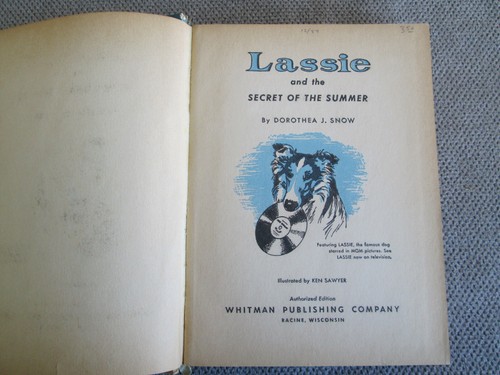 Lassie
and the
SECRET OF THE SUMMER
By DOROTHEA J. SNOW
Featuring LASSIE, the famous dog
starred in MGM pictures. See
LASSIE now on television.
Illustrated by KEN SAWYER
Authorized Edition
WHITMAN PUBLISHING COMPANY
RACINE, WISCONSIN